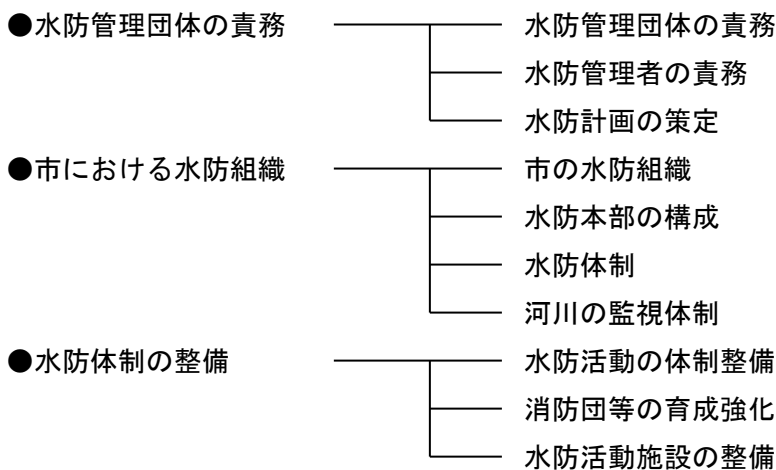 ●水防管理団体の責務 水防管理団体の責務
水防管理者の責務
水防計画の策定
●市における水防組織 市の水防組織
水防本部の構成
水防体制
河川の監視体制
●水防体制の整備 水防活動の体制整備
消防団等の育成強化
水防活動施設の整備